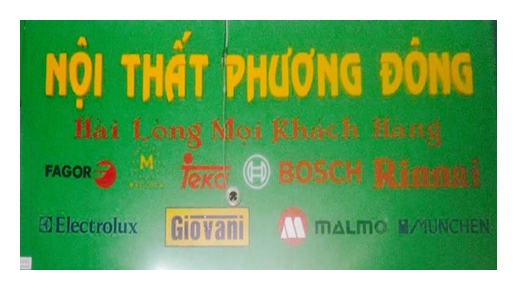 NỘI THẤT PHƯƠNG ĐÔNG
Hài Lòng Mọi Khách Hàng
FAGOR M Teka BOSCH Rinnai
Electrolux Giovani MALMO MUNCHEN